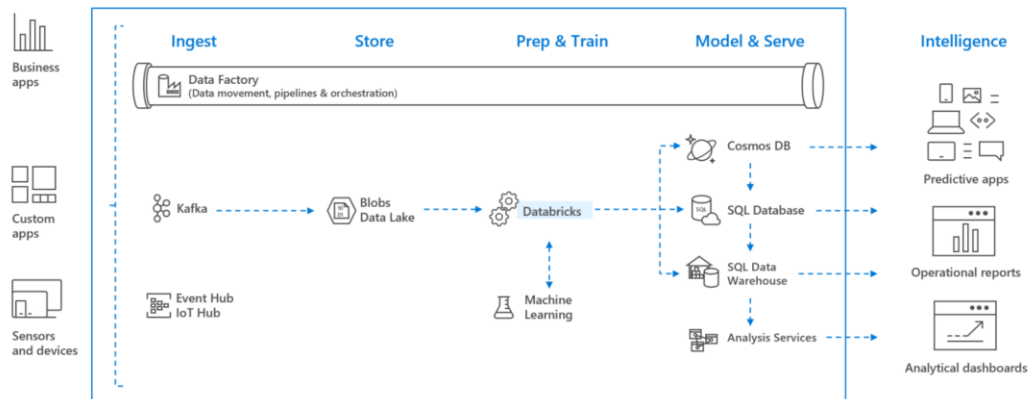 Business
apps
Custom
apps
Sensors
and devices
Ingest
Store
Prep & Train
Model & Serve
Intelligence
Data Factory
(Data movement, pipelines & orchestration)
Kafka
Event Hub
IoT Hub
Blobs
Data Lake
Databricks
Machine
Learning
Cosmos DB
SQL
SQL Database
SQL Data
Warehouse
Analysis Services
Predictive apps
Operational reports
Analytical dashboards